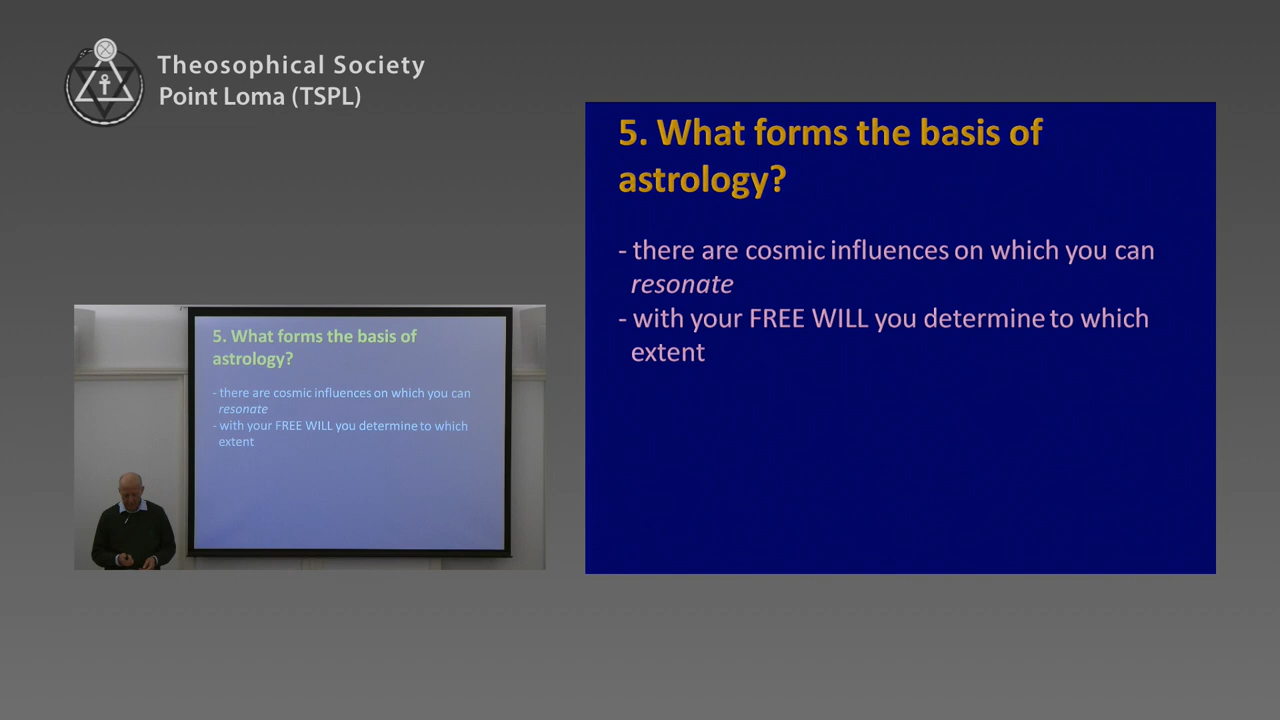 Theosophical Society
Point Loma (TSPL)
5. What forms the basis of
astrology?
- there are cosmic influences on which you can
resonate
- with your FREE WILL you determine to which
extent
5. What forms the basis of
astrology?
- there are cosmic influences on which you can
resonate
- with your FREE WILL you determine to which
extent